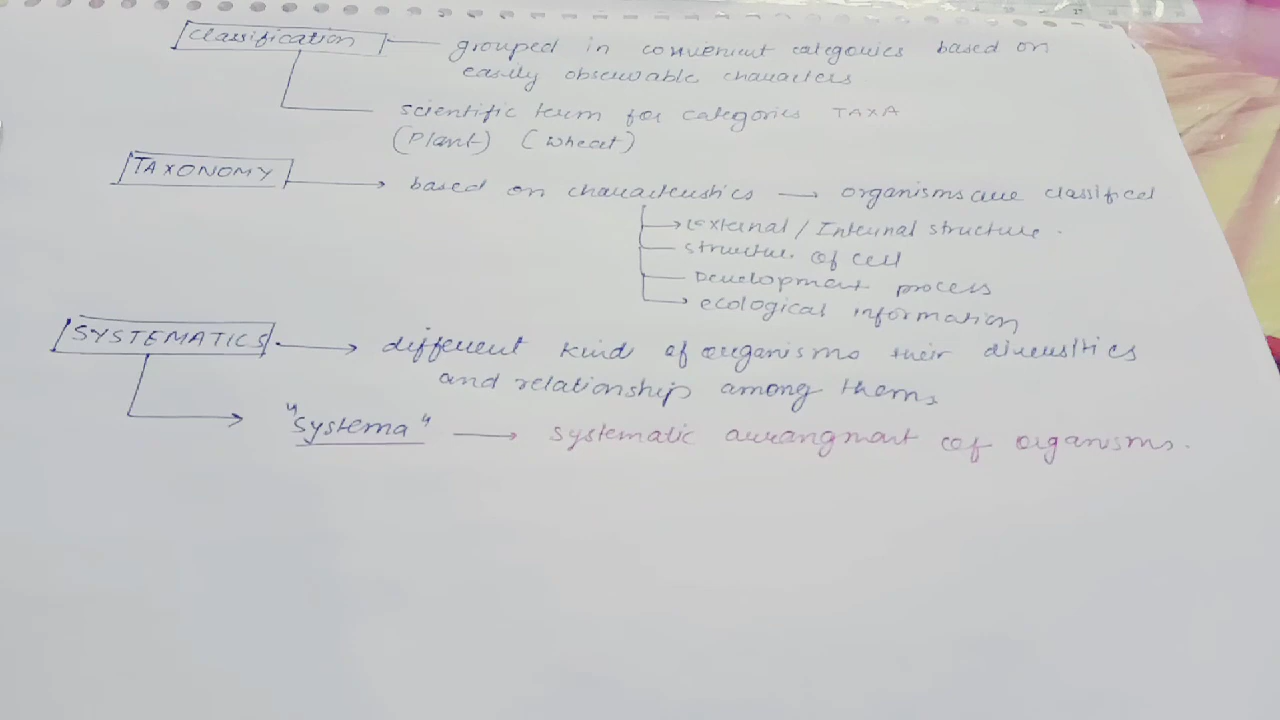 Classification grouped in convenient categories based on
easily observable characters
scientific term for categories TAXA
(Plant) (Wheat)
TAXONOMY based on characteristics → organisms are classified
External / Internal structure.
structure of cell
Development process
ecological information
SYSTEMATICS different kind of organisms their diversities
and relationship among thems
"Systema" → systematic arrangmant of organisms.